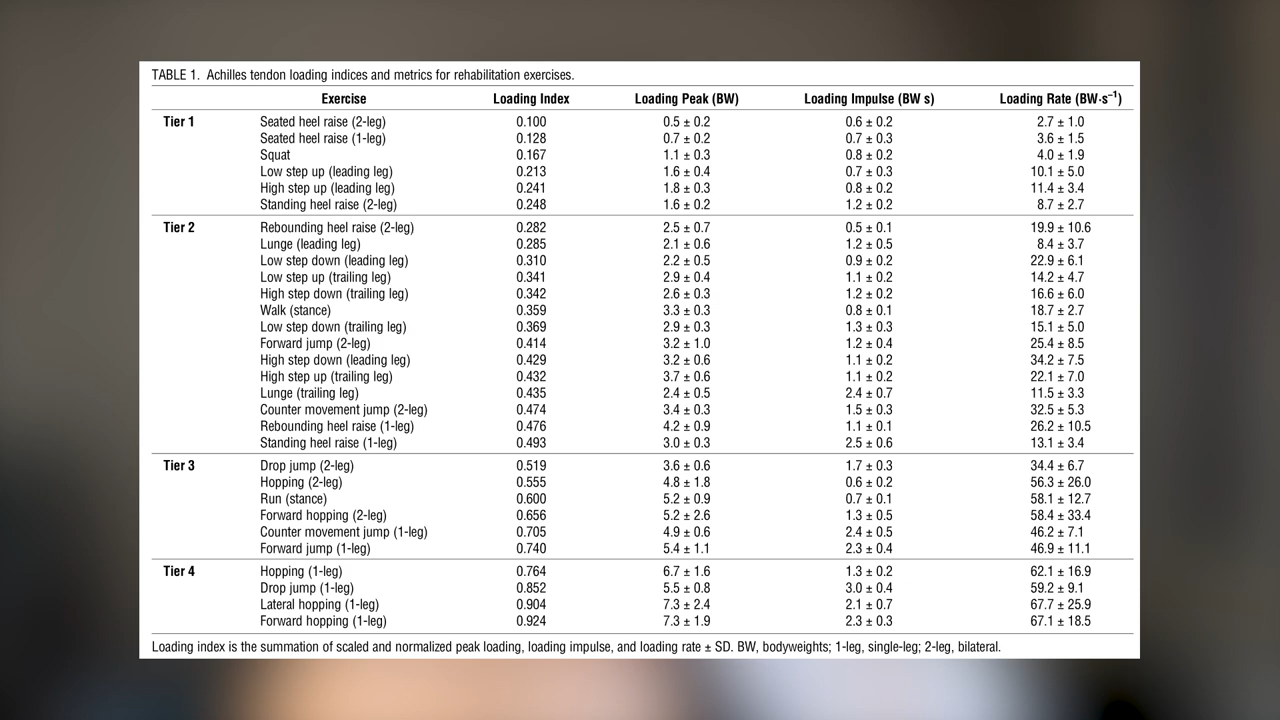 TABLE 1. Achilles tendon loading indices and metrics for rehabilitation exercises.
Exercise Loading Index Loading Peak (BW) Loading Impulse (BW s) Loading Rate (BW·s⁻¹)
Tier 1 Seated heel raise (2-leg) 0.100 0.5 ± 0.2 0.6 ± 0.2 2.7 ± 1.0
Seated heel raise (1-leg) 0.128 0.7 ± 0.2 0.7 ± 0.3 3.6 ± 1.5
Squat 0.167 1.1 ± 0.3 0.8 ± 0.2 4.0 ± 1.9
Low step up (leading leg) 0.213 1.6 ± 0.4 0.7 ± 0.3 10.1 ± 5.0
High step up (leading leg) 0.241 1.8 ± 0.3 0.8 ± 0.2 11.4 ± 3.4
Standing heel raise (2-leg) 0.248 1.6 ± 0.2 1.2 ± 0.2 8.7 ± 2.7
Tier 2 Rebounding heel raise (2-leg) 0.282 2.5 ± 0.7 0.5 ± 0.1 19.9 ± 10.6
Lunge (leading leg) 0.285 2.1 ± 0.6 1.2 ± 0.5 8.4 ± 3.7
Low step down (leading leg) 0.310 2.2 ± 0.5 0.9 ± 0.2 22.9 ± 6.1
Low step up (trailing leg) 0.341 2.9 ± 0.4 1.1 ± 0.2 14.2 ± 4.7
High step down (trailing leg) 0.342 2.6 ± 0.3 1.2 ± 0.2 16.6 ± 6.0
Walk (stance) 0.359 3.3 ± 0.3 0.8 ± 0.1 18.7 ± 2.7
Low step down (trailing leg) 0.369 2.9 ± 0.3 1.3 ± 0.3 15.1 ± 5.0
Forward jump (2-leg) 0.414 3.2 ± 1.0 1.2 ± 0.4 25.4 ± 8.5
High step down (leading leg) 0.429 3.2 ± 0.6 1.1 ± 0.2 34.2 ± 7.5
High step up (trailing leg) 0.432 3.7 ± 0.6 1.1 ± 0.2 22.1 ± 7.0
Lunge (trailing leg) 0.435 2.4 ± 0.5 2.4 ± 0.7 11.5 ± 3.3
Counter movement jump (2-leg) 0.474 3.4 ± 0.3 1.5 ± 0.3 32.5 ± 5.3
Rebounding heel raise (1-leg) 0.476 4.2 ± 0.9 1.1 ± 0.1 26.2 ± 10.5
Standing heel raise (1-leg) 0.493 3.0 ± 0.3 2.5 ± 0.6 13.1 ± 3.4
Tier 3 Drop jump (2-leg) 0.519 3.6 ± 0.6 1.7 ± 0.3 34.4 ± 6.7
Hopping (2-leg) 0.555 4.8 ± 1.8 0.6 ± 0.2 56.3 ± 26.0
Run (stance) 0.600 5.2 ± 0.9 0.7 ± 0.1 58.1 ± 12.7
Forward hopping (2-leg) 0.656 5.2 ± 2.6 1.3 ± 0.5 58.4 ± 33.4
Counter movement jump (1-leg) 0.705 4.9 ± 0.6 2.4 ± 0.5 46.2 ± 7.1
Forward jump (1-leg) 0.740 5.4 ± 1.1 2.3 ± 0.4 46.9 ± 11.1
Tier 4 Hopping (1-leg) 0.764 6.7 ± 1.6 1.3 ± 0.2 62.1 ± 16.9
Drop jump (1-leg) 0.852 5.5 ± 0.8 3.0 ± 0.4 59.2 ± 9.1
Lateral hopping (1-leg) 0.904 7.3 ± 2.4 2.1 ± 0.7 67.7 ± 25.9
Forward hopping (1-leg) 0.924 7.3 ± 1.9 2.3 ± 0.3 67.1 ± 18.5
Loading index is the summation of scaled and normalized peak loading, loading impulse, and loading rate ± SD. BW, bodyweights; 1-leg, single-leg; 2-leg, bilateral.